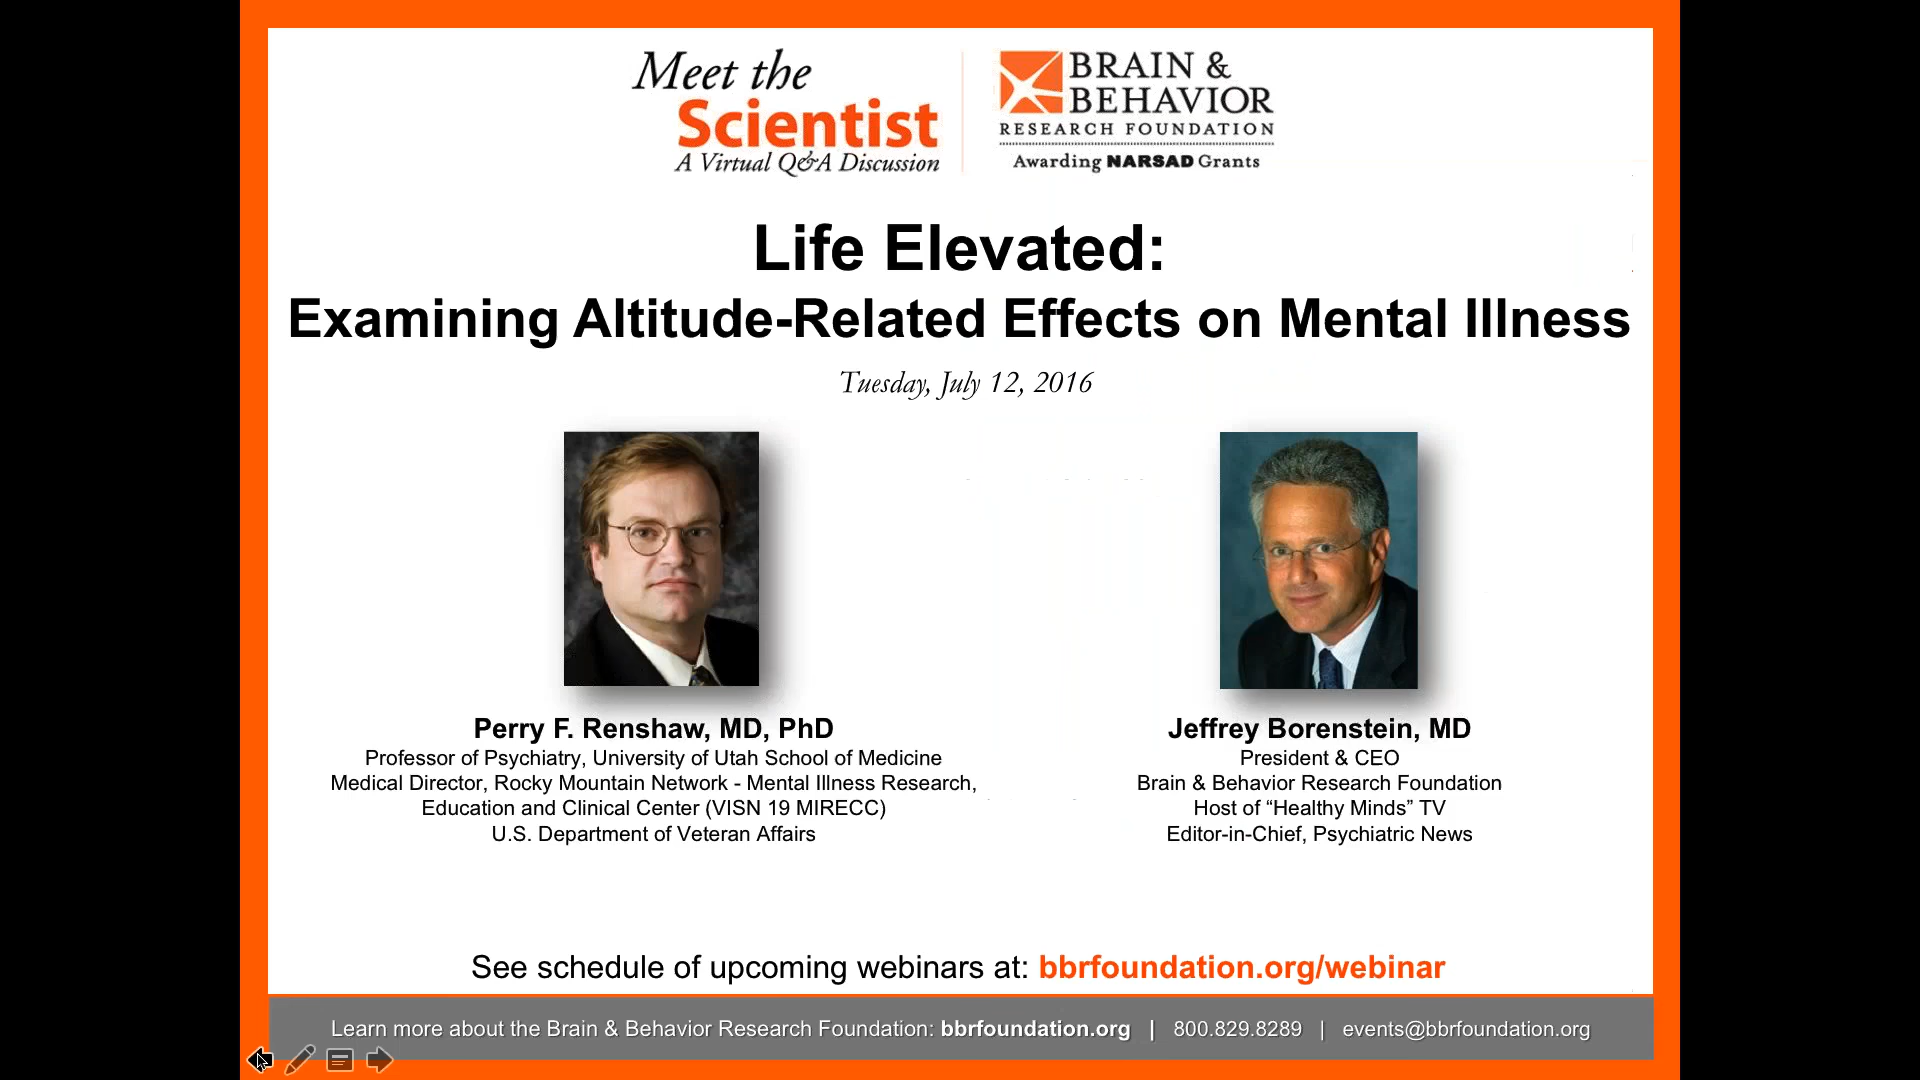 Meet the
Scientist
A Virtual Q&A Discussion
BRAIN &
BEHAVIOR
RESEARCH FOUNDATION
Awarding NARSAD Grants
Life Elevated:
Examining Altitude-Related Effects on Mental Illness
Tuesday, July 12, 2016
Perry F. Renshaw, MD, PhD
Professor of Psychiatry, University of Utah School of Medicine
Medical Director, Rocky Mountain Network - Mental Illness Research,
Education and Clinical Center (VISN 19 MIRECC)
U.S. Department of Veteran Affairs
Jeffrey Borenstein, MD
President & CEO
Brain & Behavior Research Foundation
Host of “Healthy Minds” TV
Editor-in-Chief, Psychiatric News
See schedule of upcoming webinars at: bbrfoundation.org/webinar
Learn more about the Brain & Behavior Research Foundation: bbrfoundation.org | 800.829.8289 | events@bbrfoundation.org